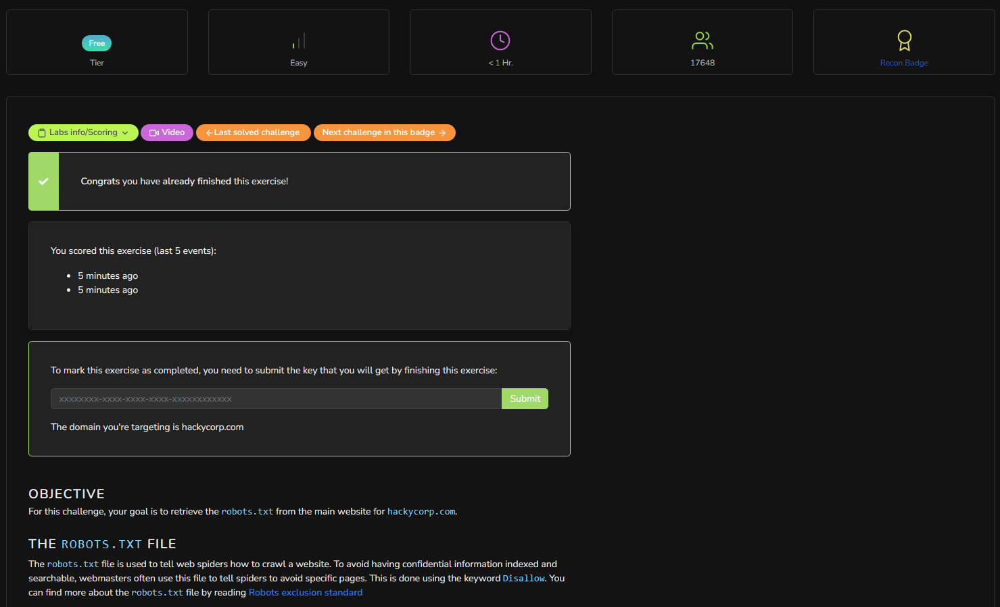 Free
Tier
Easy
< 1 Hr.
17648
Recon Badge
Labs info/Scoring
Video
Last solved challenge
Next challenge in this badge
Congrats you have already finished this exercise!
You scored this exercise (last 5 events):
5 minutes ago
5 minutes ago
To mark this exercise as completed, you need to submit the key that you will get by finishing this exercise:
xxxxxxxx-xxxx-xxxx-xxxx-xxxxxxxxxxxx
Submit
The domain you're targeting is hackycorp.com
OBJECTIVE
For this challenge, your goal is to retrieve the robots.txt from the main website for hackycorp.com.
THE ROBOTS.TXT FILE
The robots.txt file is used to tell web spiders how to crawl a website. To avoid having confidential information indexed and
searchable, webmasters often use this file to tell spiders to avoid specific pages. This is done using the keyword Disallow. You
can find more about the robots.txt file by reading Robots exclusion standard